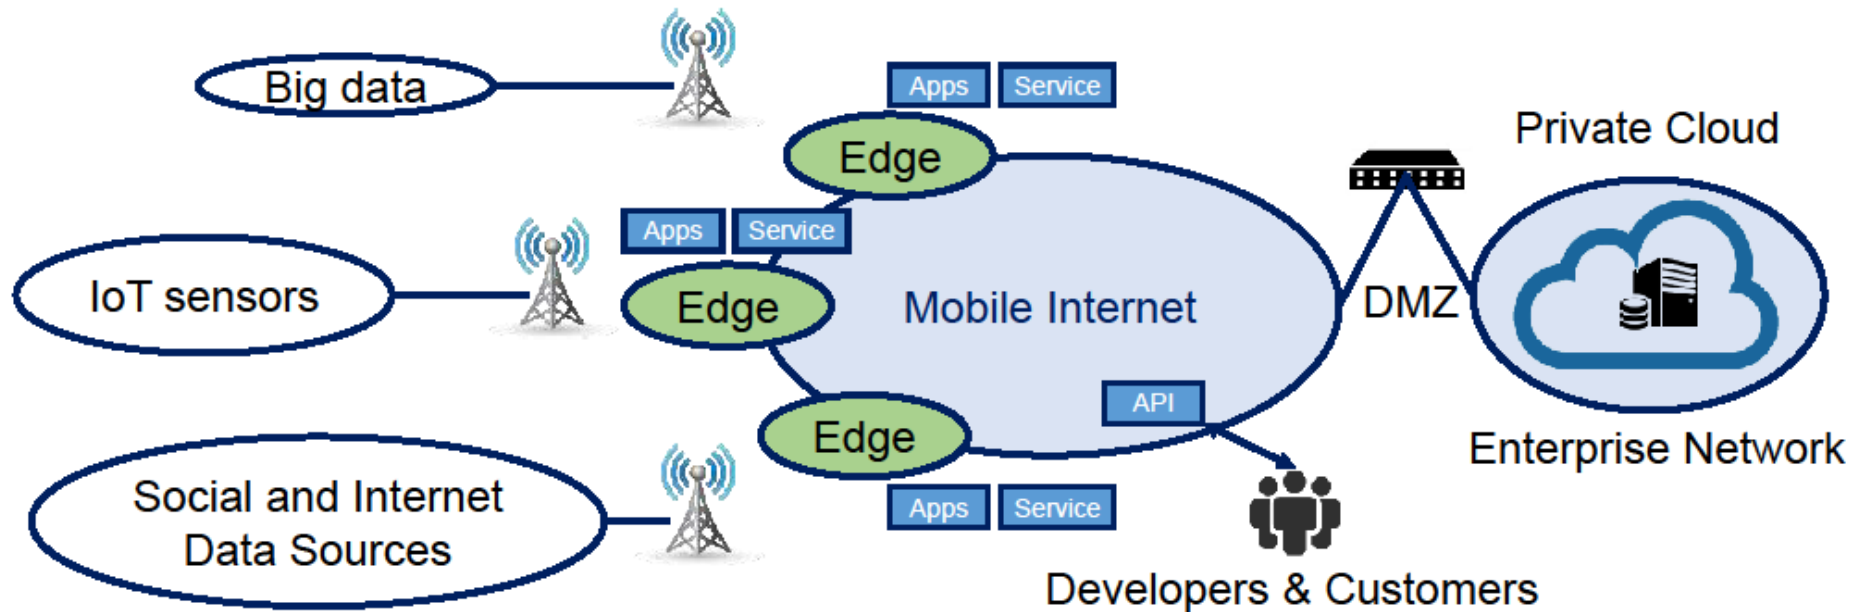 Big data
Apps
Service
Edge
Private Cloud
Apps
Service
IoT sensors
Edge
Mobile Internet
DMZ
API
Edge
Enterprise Network
Social and Internet
Data Sources
Apps
Service
Developers & Customers